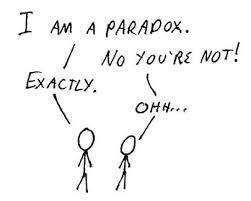 I AM A PARADOX.
NO YOU'RE NOT!
EXACTLY.
OHH...